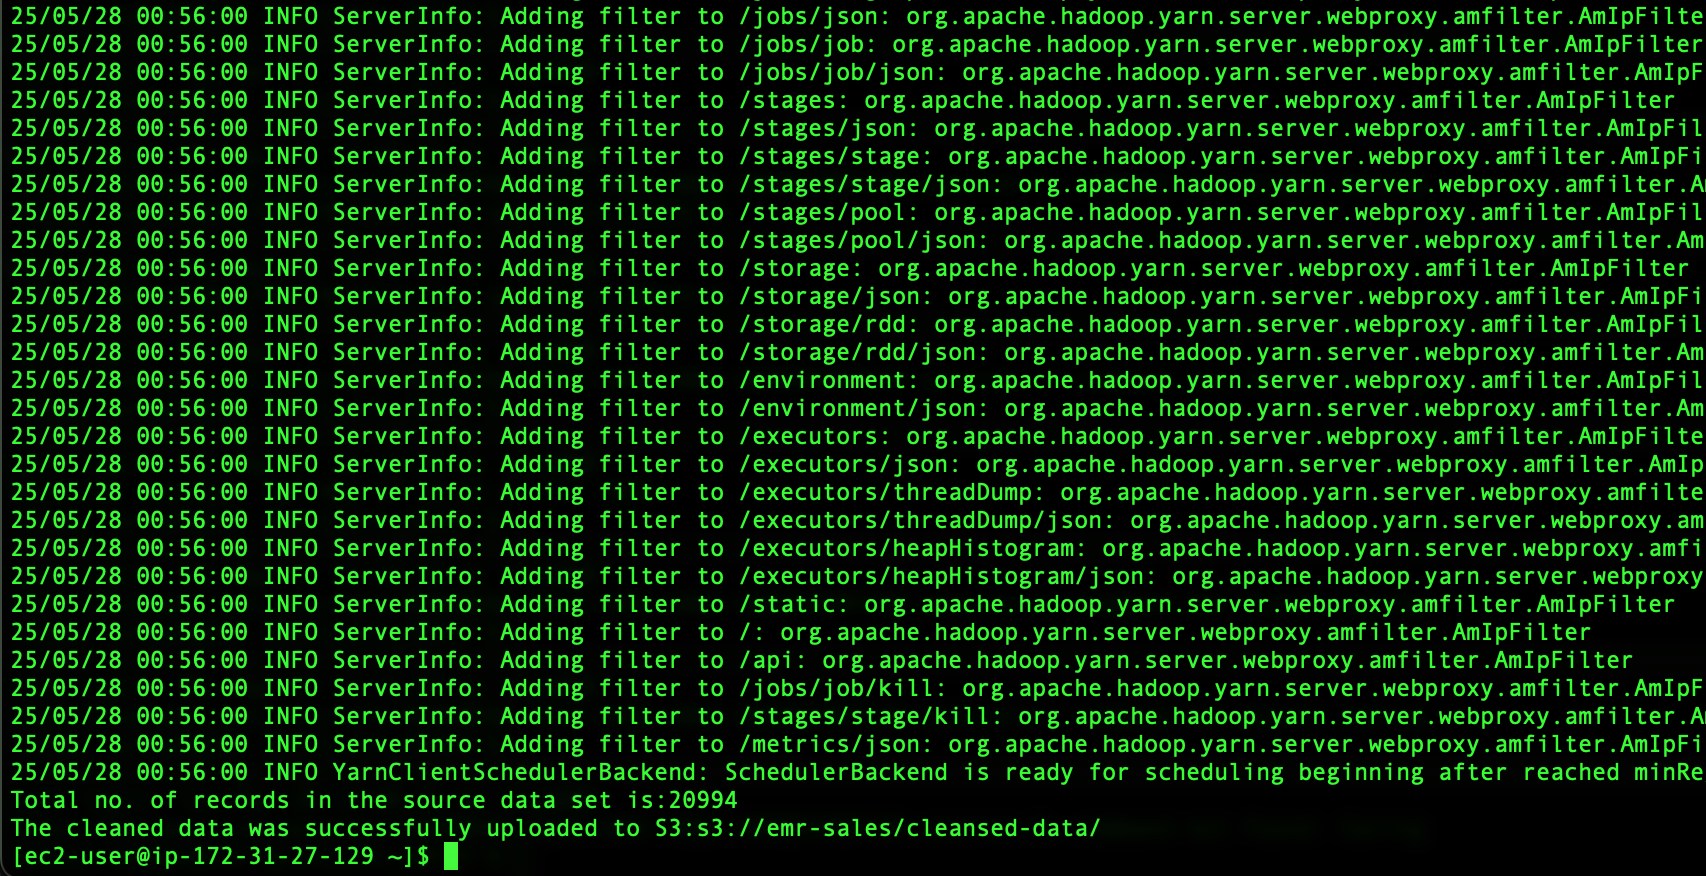 25/05/28 00:56:00 INFO ServerInfo: Adding filter to /jobs/json: org.apache.hadoop.yarn.server.webproxy.amfilter.AmIpFilte
25/05/28 00:56:00 INFO ServerInfo: Adding filter to /jobs/job: org.apache.hadoop.yarn.server.webproxy.amfilter.AmIpFilter
25/05/28 00:56:00 INFO ServerInfo: Adding filter to /jobs/job/json: org.apache.hadoop.yarn.server.webproxy.amfilter.AmIpF
25/05/28 00:56:00 INFO ServerInfo: Adding filter to /stages: org.apache.hadoop.yarn.server.webproxy.amfilter.AmIpFilter
25/05/28 00:56:00 INFO ServerInfo: Adding filter to /stages/json: org.apache.hadoop.yarn.server.webproxy.amfilter.AmIpFil
25/05/28 00:56:00 INFO ServerInfo: Adding filter to /stages/stage: org.apache.hadoop.yarn.server.webproxy.amfilter.AmIpFi
25/05/28 00:56:00 INFO ServerInfo: Adding filter to /stages/stage/json: org.apache.hadoop.yarn.server.webproxy.amfilter.A
25/05/28 00:56:00 INFO ServerInfo: Adding filter to /stages/pool: org.apache.hadoop.yarn.server.webproxy.amfilter.AmIpFil
25/05/28 00:56:00 INFO ServerInfo: Adding filter to /stages/pool/json: org.apache.hadoop.yarn.server.webproxy.amfilter.Am
25/05/28 00:56:00 INFO ServerInfo: Adding filter to /storage: org.apache.hadoop.yarn.server.webproxy.amfilter.AmIpFilter
25/05/28 00:56:00 INFO ServerInfo: Adding filter to /storage/json: org.apache.hadoop.yarn.server.webproxy.amfilter.AmIpFi
25/05/28 00:56:00 INFO ServerInfo: Adding filter to /storage/rdd: org.apache.hadoop.yarn.server.webproxy.amfilter.AmIpFil
25/05/28 00:56:00 INFO ServerInfo: Adding filter to /storage/rdd/json: org.apache.hadoop.yarn.server.webproxy.amfilter.Am
25/05/28 00:56:00 INFO ServerInfo: Adding filter to /environment: org.apache.hadoop.yarn.server.webproxy.amfilter.AmIpFil
25/05/28 00:56:00 INFO ServerInfo: Adding filter to /environment/json: org.apache.hadoop.yarn.server.webproxy.amfilter.Am
25/05/28 00:56:00 INFO ServerInfo: Adding filter to /executors: org.apache.hadoop.yarn.server.webproxy.amfilter.AmIpFilte
25/05/28 00:56:00 INFO ServerInfo: Adding filter to /executors/json: org.apache.hadoop.yarn.server.webproxy.amfilter.AmIp
25/05/28 00:56:00 INFO ServerInfo: Adding filter to /executors/threadDump: org.apache.hadoop.yarn.server.webproxy.amfilte
25/05/28 00:56:00 INFO ServerInfo: Adding filter to /executors/threadDump/json: org.apache.hadoop.yarn.server.webproxy.am
25/05/28 00:56:00 INFO ServerInfo: Adding filter to /executors/heapHistogram: org.apache.hadoop.yarn.server.webproxy.amfi
25/05/28 00:56:00 INFO ServerInfo: Adding filter to /executors/heapHistogram/json: org.apache.hadoop.yarn.server.webproxy
25/05/28 00:56:00 INFO ServerInfo: Adding filter to /static: org.apache.hadoop.yarn.server.webproxy.amfilter.AmIpFilter
25/05/28 00:56:00 INFO ServerInfo: Adding filter to /: org.apache.hadoop.yarn.server.webproxy.amfilter.AmIpFilter
25/05/28 00:56:00 INFO ServerInfo: Adding filter to /api: org.apache.hadoop.yarn.server.webproxy.amfilter.AmIpFilter
25/05/28 00:56:00 INFO ServerInfo: Adding filter to /jobs/job/kill: org.apache.hadoop.yarn.server.webproxy.amfilter.AmIpF
25/05/28 00:56:00 INFO ServerInfo: Adding filter to /stages/stage/kill: org.apache.hadoop.yarn.server.webproxy.amfilter.A
25/05/28 00:56:00 INFO ServerInfo: Adding filter to /metrics/json: org.apache.hadoop.yarn.server.webproxy.amfilter.AmIpFi
25/05/28 00:56:00 INFO YarnClientSchedulerBackend: SchedulerBackend is ready for scheduling beginning after reached minRe
Total no. of records in the source data set is:20994
The cleaned data was successfully uploaded to S3:s3://emr-sales/cleansed-data/
[ec2-user@ip-172-31-27-129 ~]$